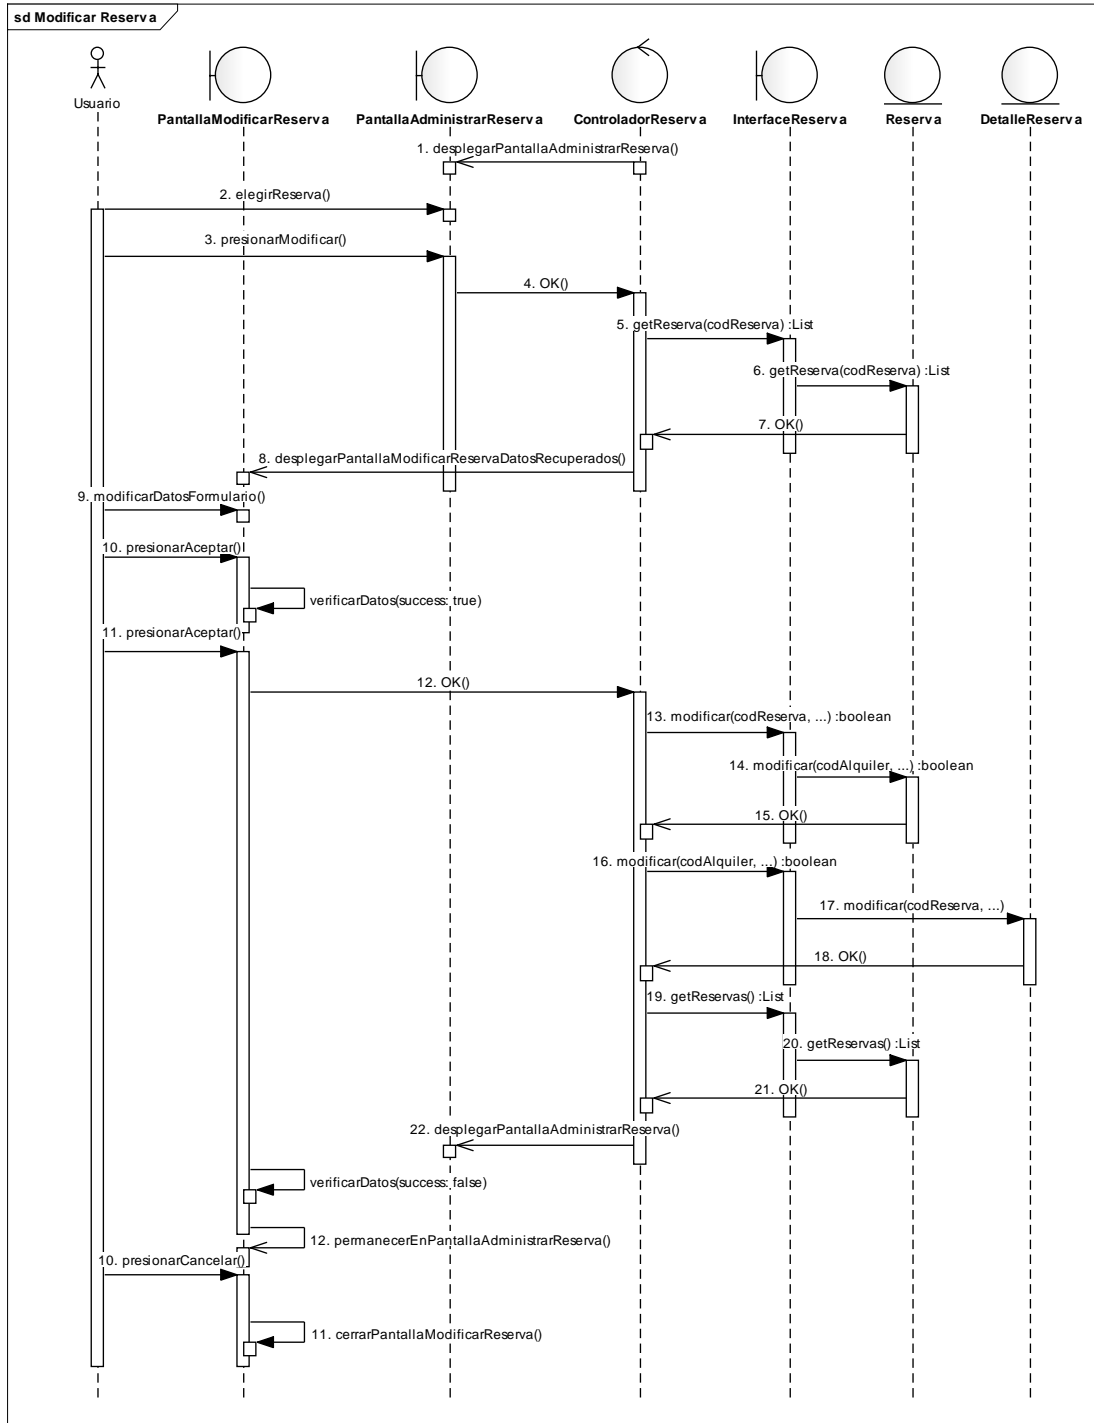 sd Modificar Reserva
Usuario
PantallaModificarReserva
PantallaAdministrarReserva
ControladorReserva
InterfaceReserva
Reserva
DetalleReserva
1. desplegarPantallaAdministrarReserva()
2. elegirReserva()
3. presionarModificar()
4. OK()
5. getReserva(codReserva) :List
6. getReserva(codReserva) :List
7. OK()
8. desplegarPantallaModificarReservaDatosRecuperados()
9. modificarDatosFormulario()
10. presionarAceptar()
verificarDatos(success: true)
11. presionarAceptar()
12. OK()
13. modificar(codReserva, ...) :boolean
14. modificar(codAlquiler, ...) :boolean
15. OK()
16. modificar(codAlquiler, ...) :boolean
17. modificar(codReserva, ...)
18. OK()
19. getReservas() :List
20. getReservas() :List
21. OK()
22. desplegarPantallaAdministrarReserva()
verificarDatos(success: false)
12. permanecerEnPantallaAdministrarReserva()
10. presionarCancelar()
11. cerrarPantallaModificarReserva()